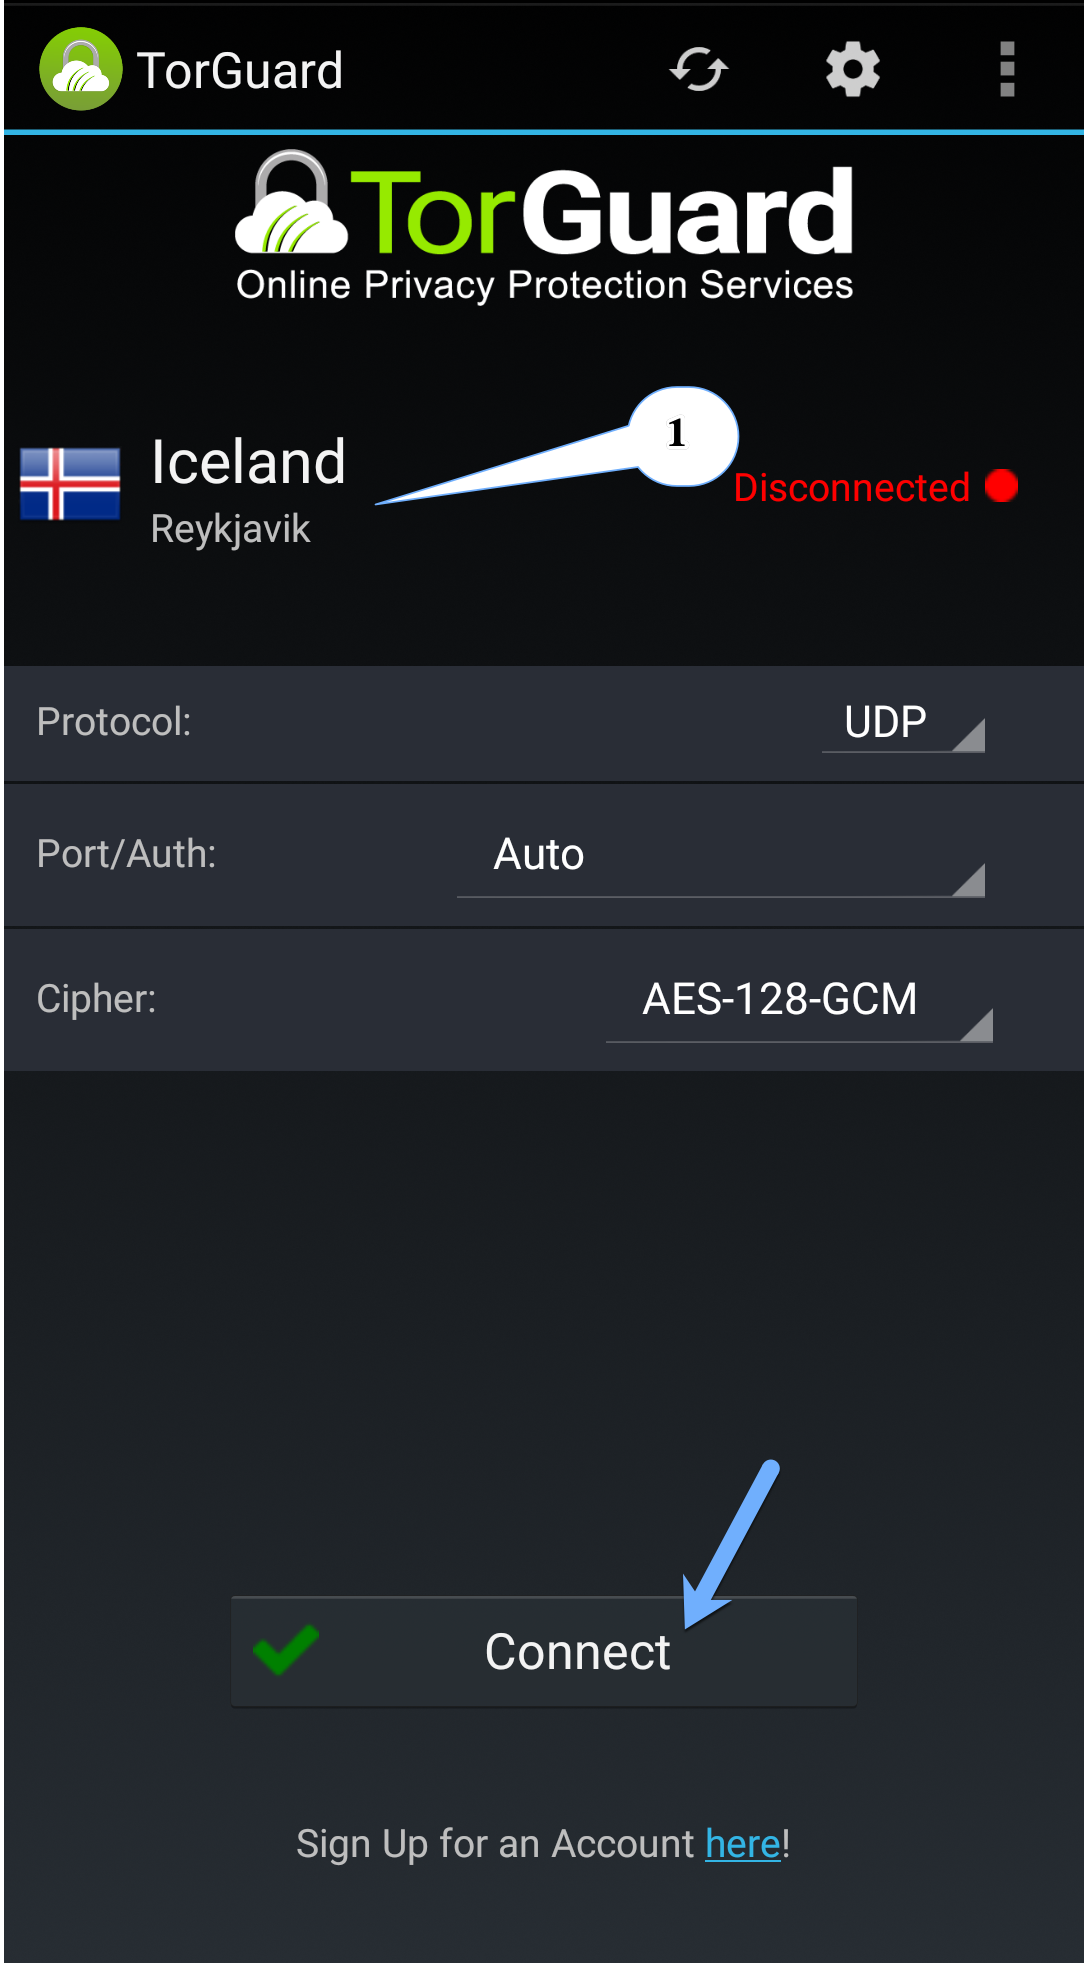 TorGuard
TorGuard
Online Privacy Protection Services
1
Iceland
Disconnected
Reykjavik
Protocol: UDP
Port/Auth: Auto
Cipher: AES-128-GCM
Connect
Sign Up for an Account here!